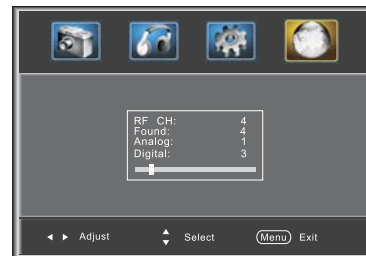 RF CH: 4
Found: 4
Analog: 1
Digital: 3
Adjust Select Menu Exit